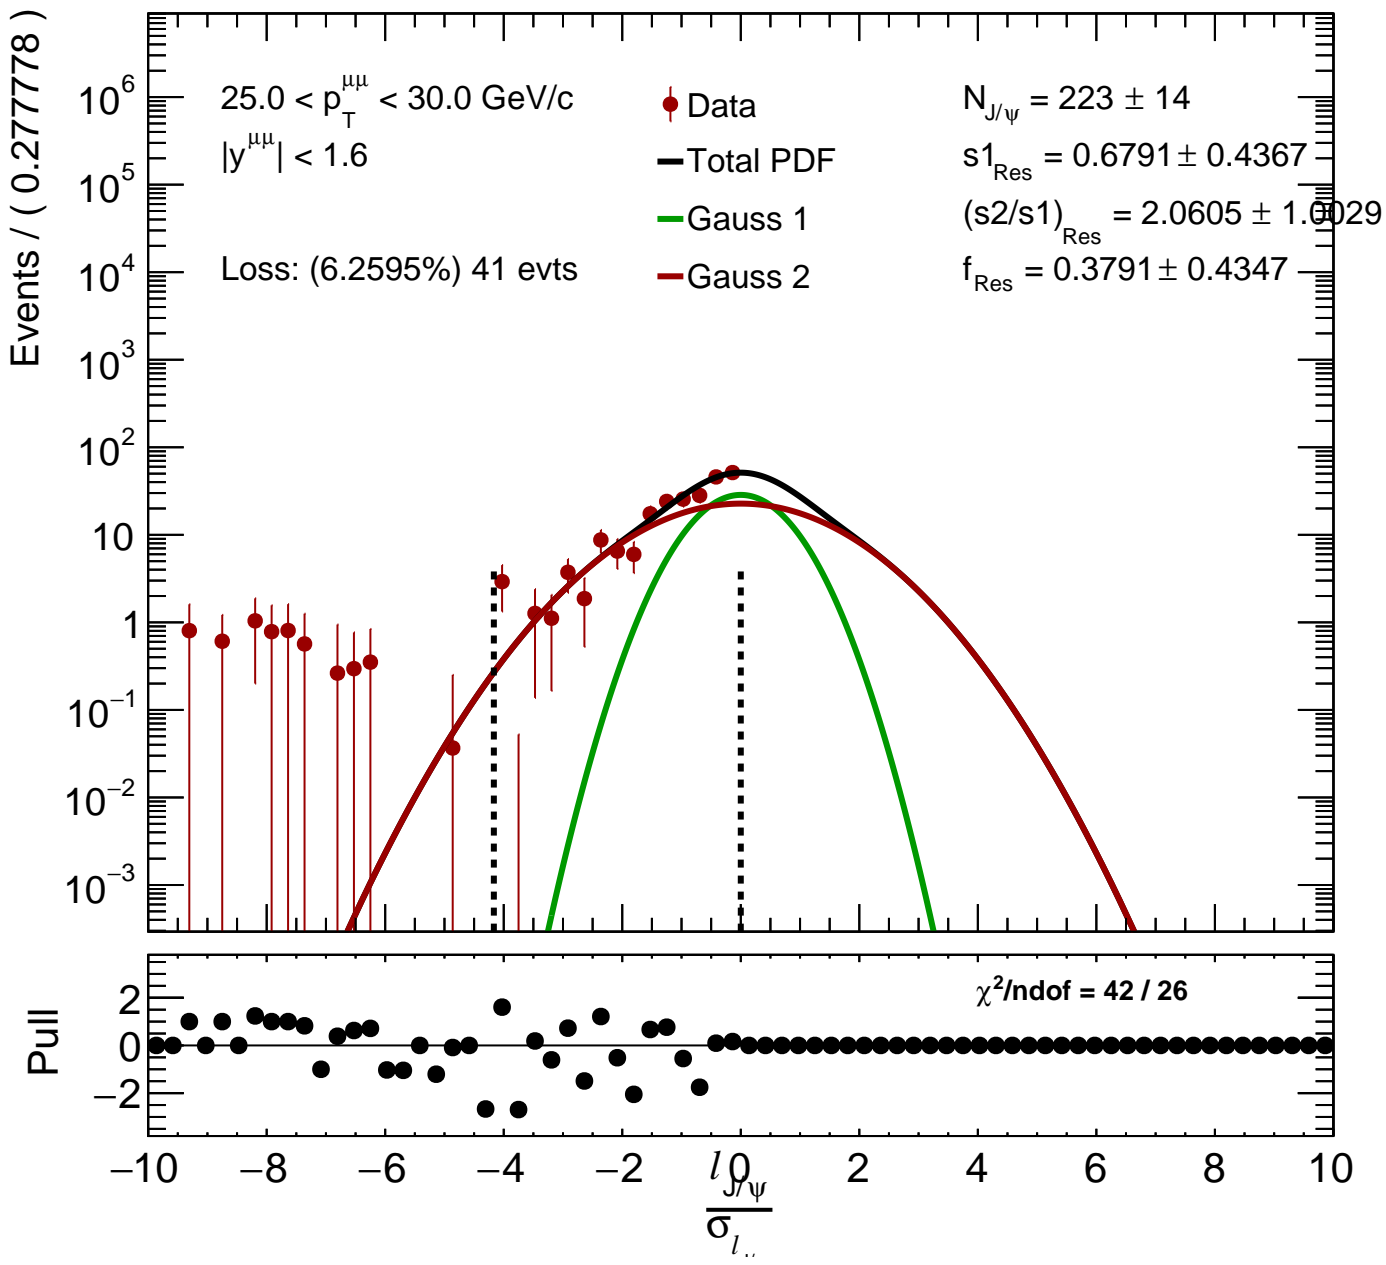 Events / ( 0.277778 )
10^6
10^5
10^4
10^3
10^2
10
1
10^−1
10^−2
10^−3
25.0 < p_T^μμ < 30.0 GeV/c
|y^μμ| < 1.6
Loss: (6.2595%) 41 evts
Data
Total PDF
Gauss 1
Gauss 2
N_J/ψ = 223 ± 14
s1_Res = 0.6791 ± 0.4367
(s2/s1)_Res = 2.0605 ± 1.0029
f_Res = 0.3791 ± 0.4347
Pull
2
0
−2
χ²/ndof = 42 / 26
−10 −8 −6 −4 −2 0 2 4 6 8 10
l_J/ψ
σ_l